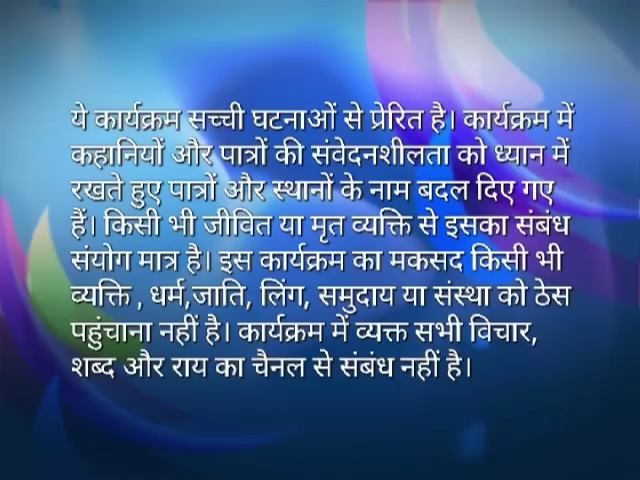 ये कार्यक्रम सच्ची घटनाओं से प्रेरित है। कार्यक्रम में
कहानियों और पात्रों की संवेदनशीलता को ध्यान में
रखते हुए पात्रों और स्थानों के नाम बदल दिए गए
हैं। किसी भी जीवित या मृत व्यक्ति से इसका संबंध
संयोग मात्र है। इस कार्यक्रम का मकसद किसी भी
व्यक्ति , धर्म,जाति, लिंग, समुदाय या संस्था को ठेस
पहुंचाना नहीं है। कार्यक्रम में व्यक्त सभी विचार,
शब्द और राय का चैनल से संबंध नहीं है।